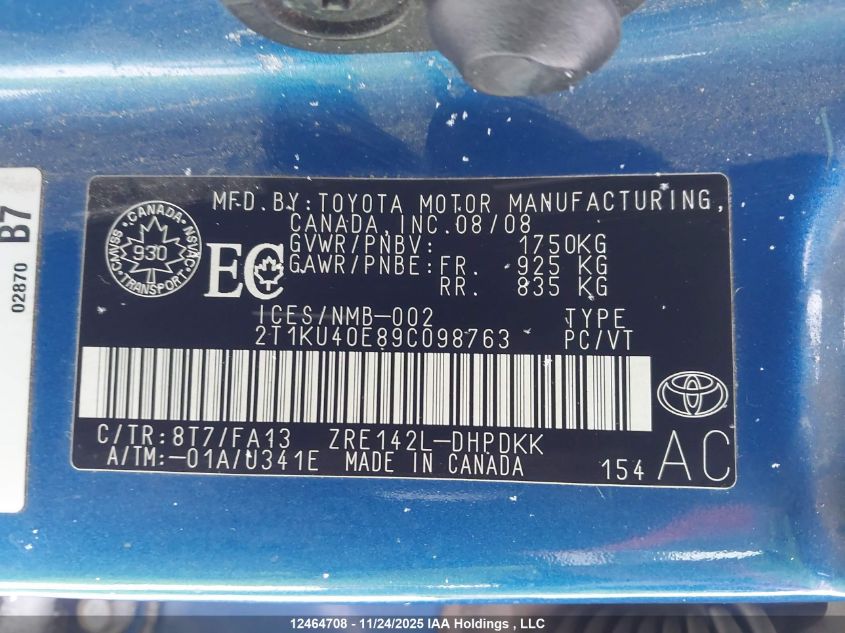 B7
02870
CANADA
CMVSS NSVAC
930
TRANSPORT
EC
MFD.BY:TOYOTA MOTOR MANUFACTURING,
CANADA,INC.08/08
GVWR/PNBV: 1750KG
GAWR/PNBE:FR. 925 KG
RR. 835 KG
ICES/NMB-002 TYPE
2T1KU40E89C098763 PC/VT
C/TR:8T7/FA13 ZRE142L-DHPDKK
A/TM:-01A/U341E MADE IN CANADA 154 AC
12464708 - 11/24/2025 IAA Holdings , LLC